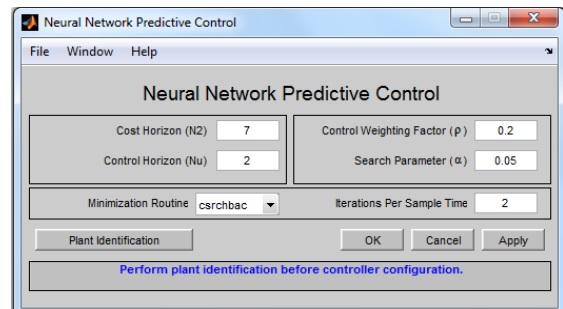 Neural Network Predictive Control
File Window Help
Neural Network Predictive Control
Cost Horizon (N2) 7
Control Weighting Factor (ρ) 0.2
Control Horizon (Nu) 2
Search Parameter (α) 0.05
Minimization Routine csrchbac
Iterations Per Sample Time 2
Plant Identification
OK Cancel Apply
Perform plant identification before controller configuration.